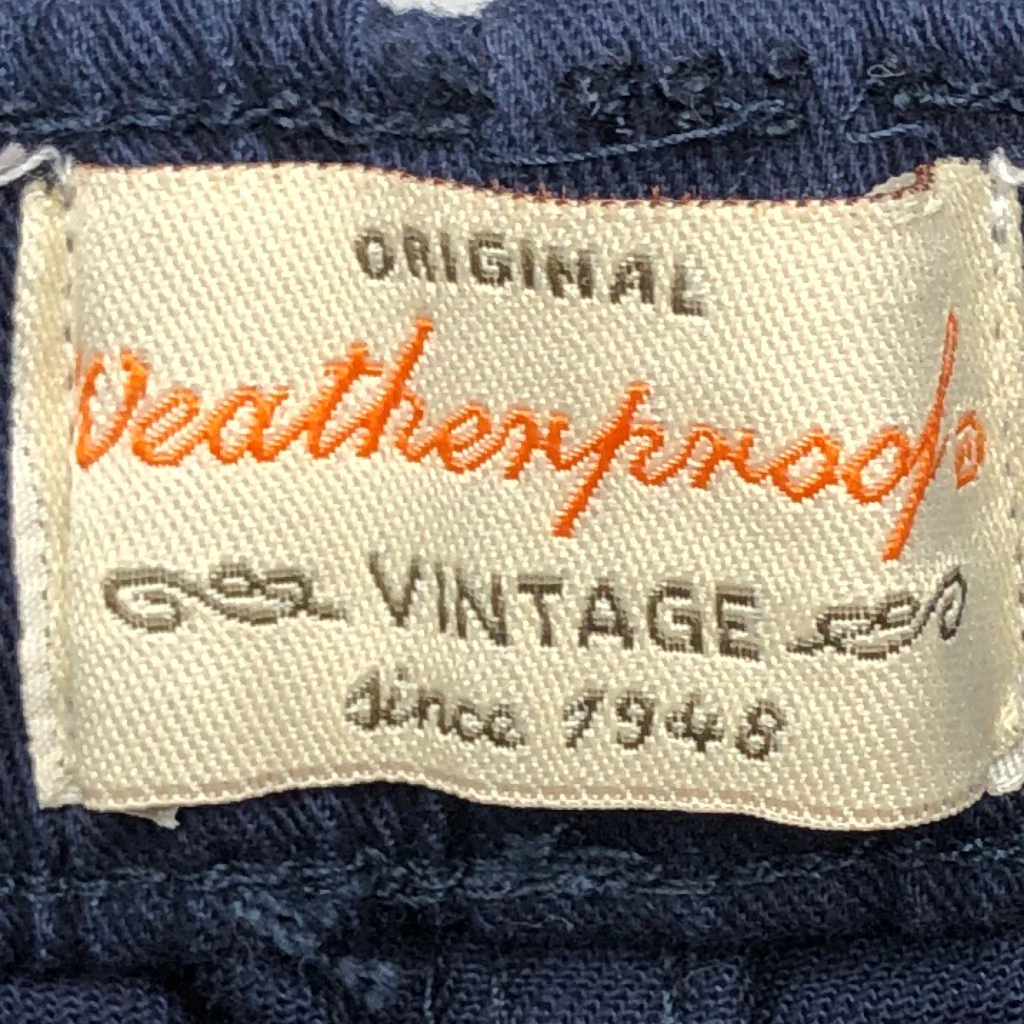 ORIGINAL
Weatherproof®
VINTAGE
since 1948